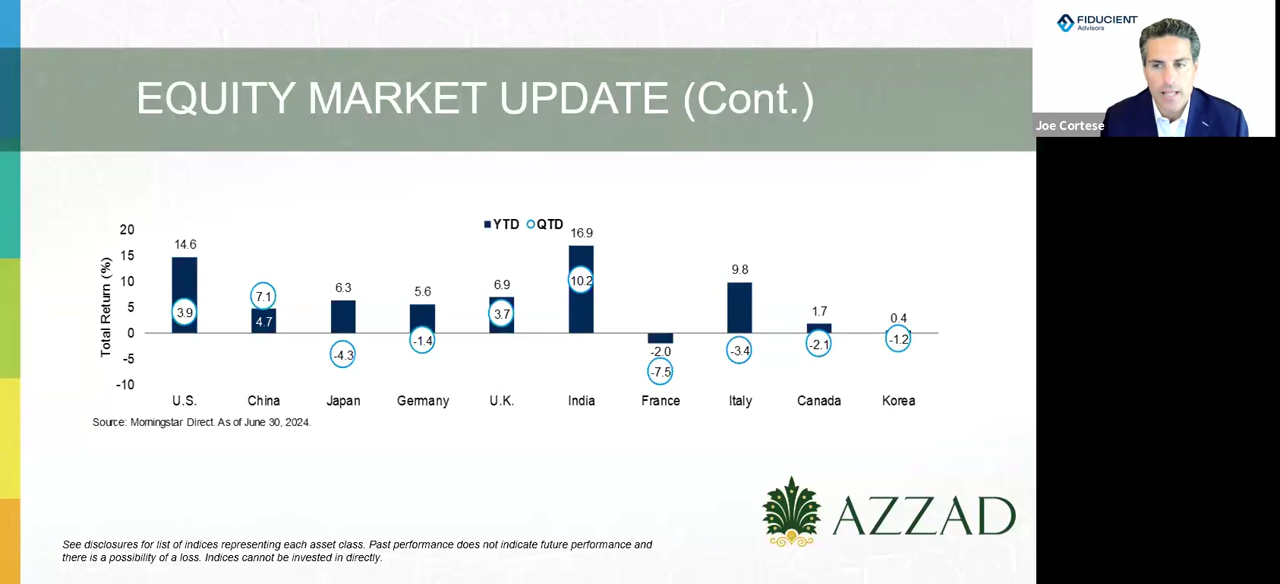 FIDUCIENT
Advisors
Joe Cortese
EQUITY MARKET UPDATE (Cont.)
YTD QTD
Total Return (%)
20
15
10
5
0
-5
-10
14.6
3.9
7.1
4.7
6.3
-4.3
5.6
-1.4
6.9
3.7
16.9
10.2
-2.0
-7.5
9.8
-3.4
1.7
-2.1
0.4
-1.2
U.S. China Japan Germany U.K. India France Italy Canada Korea
Source: Morningstar Direct. As of June 30, 2024.
AZZAD
See disclosures for list of indices representing each asset class. Past performance does not indicate future performance and
there is a possibility of a loss. Indices cannot be invested in directly.